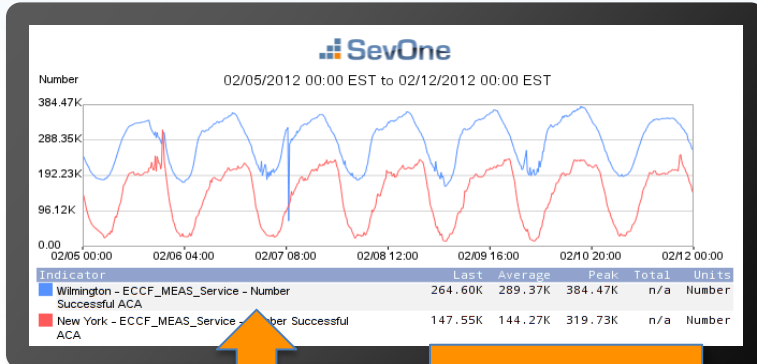 SevOne
Number
02/05/2012 00:00 EST to 02/12/2012 00:00 EST
384.47K
288.35K
192.23K
96.12K
0.00
02/05 00:00 02/06 04:00 02/07 08:00 02/08 12:00 02/09 16:00 02/10 20:00 02/12 00:00
Indicator Last Average Peak Total Units
Wilmington - ECCF_MEAS_Service - Number 264.60K 289.37K 384.47K n/a Number
Successful ACA
New York - ECCF_MEAS_Service - Successful 147.55K 144.27K 319.73K n/a Number
ACA